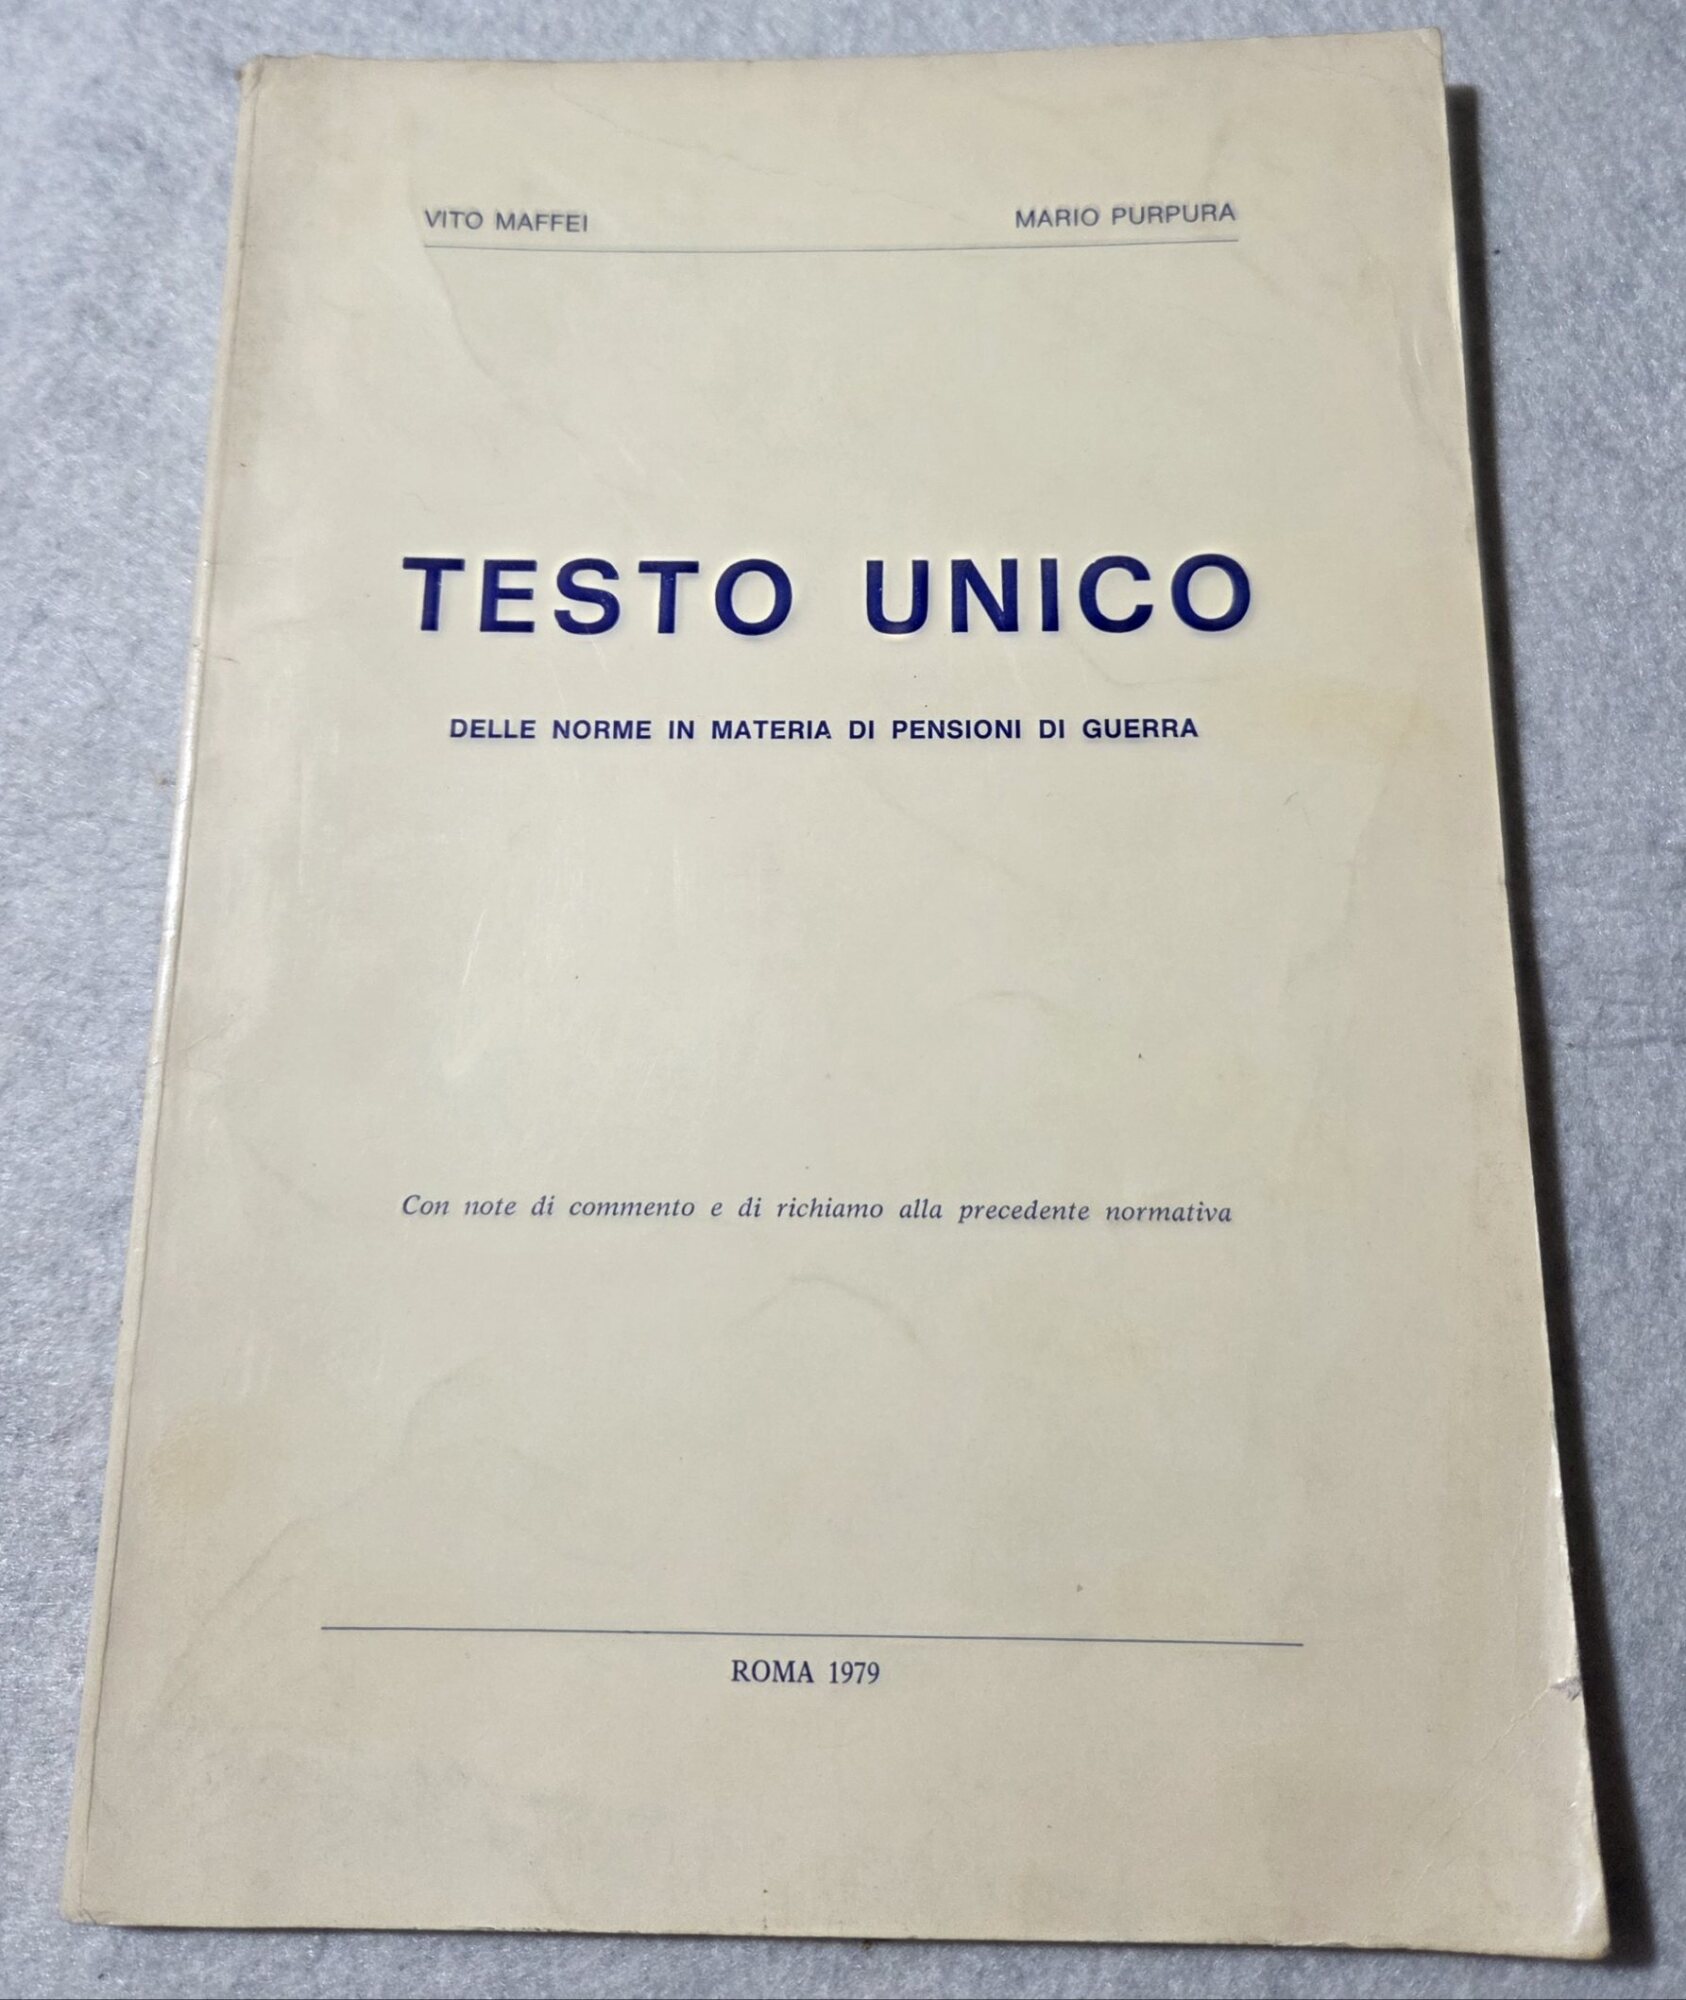 VITO MAFFEI MARIO PURPURA
TESTO UNICO
DELLE NORME IN MATERIA DI PENSIONI DI GUERRA
Con note di commento e di richiamo alla precedente normativa
ROMA 1979